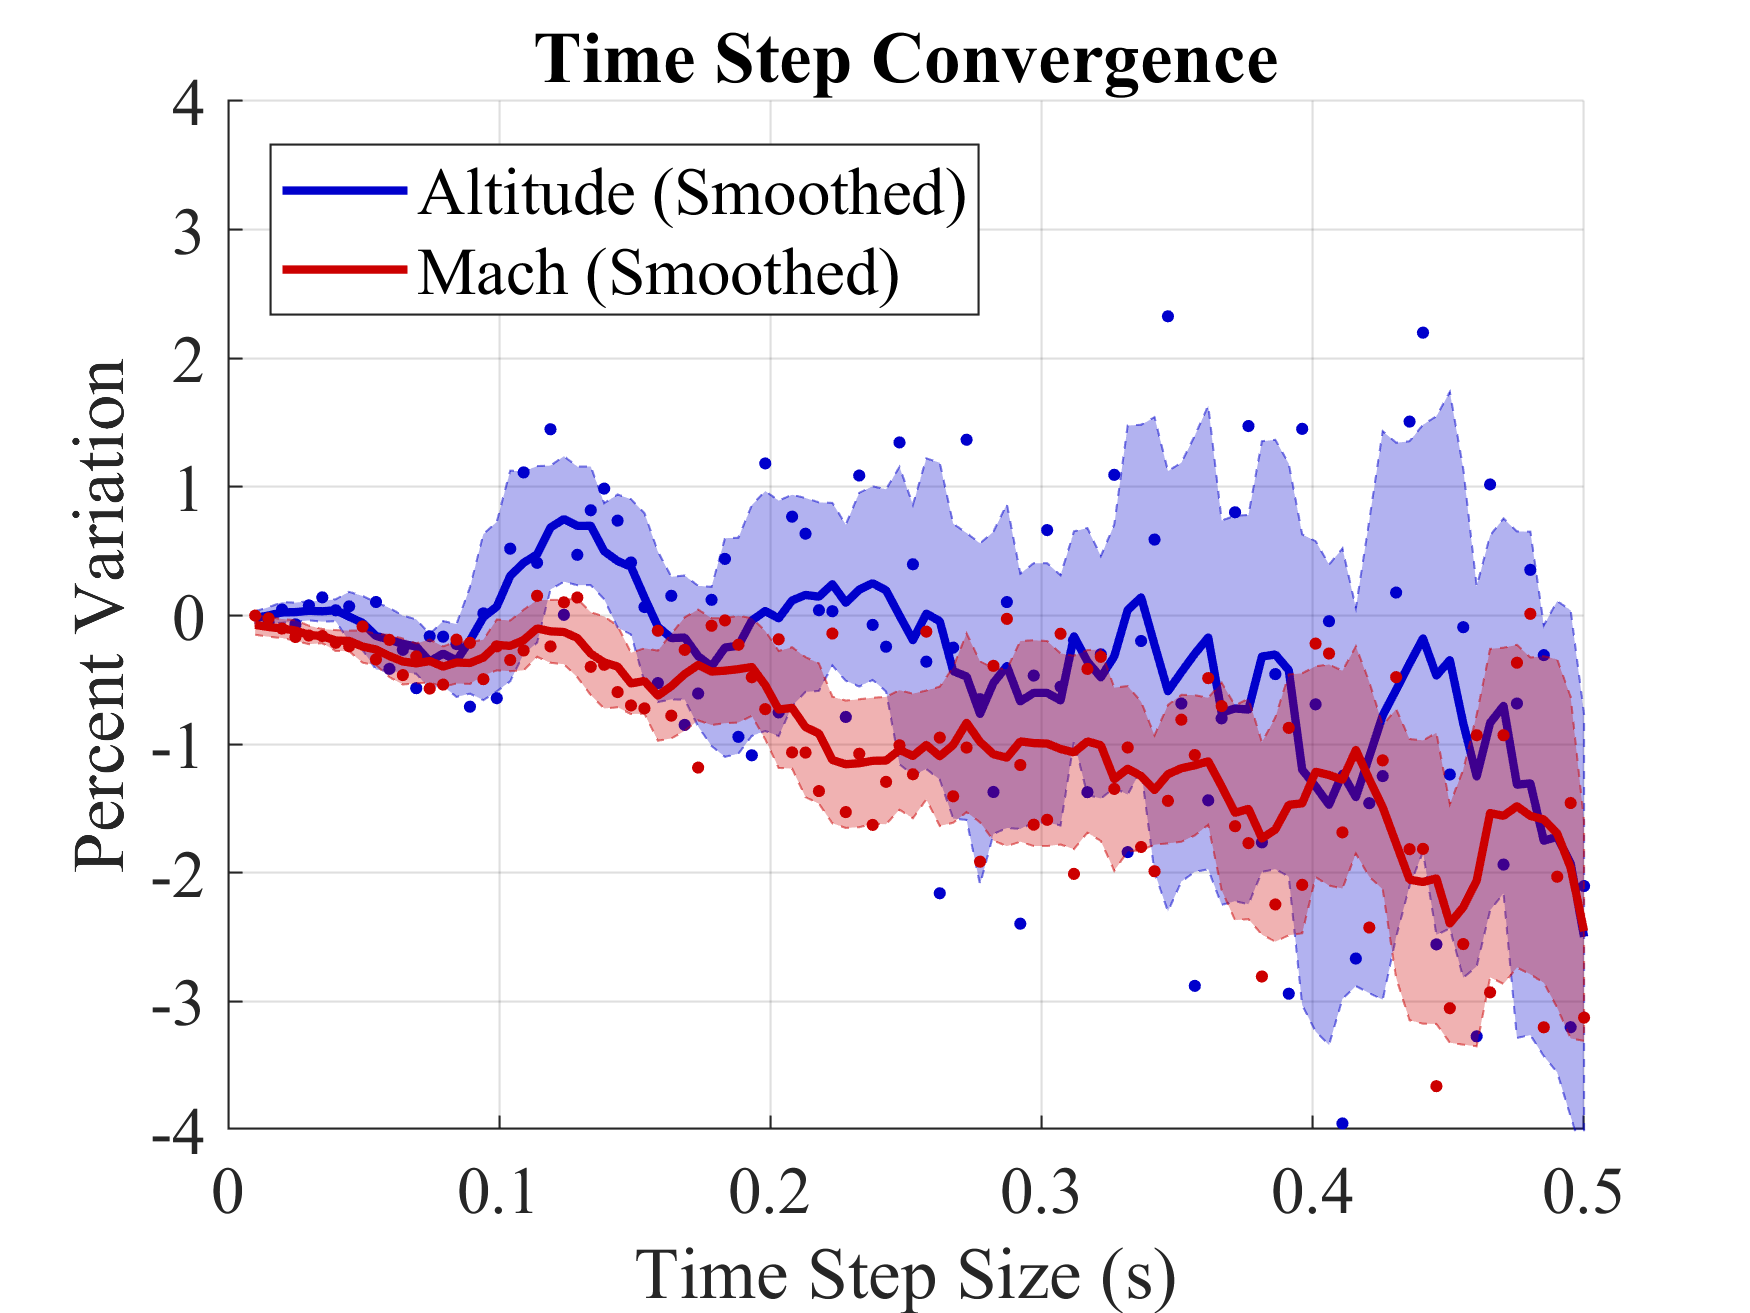 Time Step Convergence
4
3
2
1
0
-1
-2
-3
-4
Percent Variation
Altitude (Smoothed)
Mach (Smoothed)
0 0.1 0.2 0.3 0.4 0.5
Time Step Size (s)